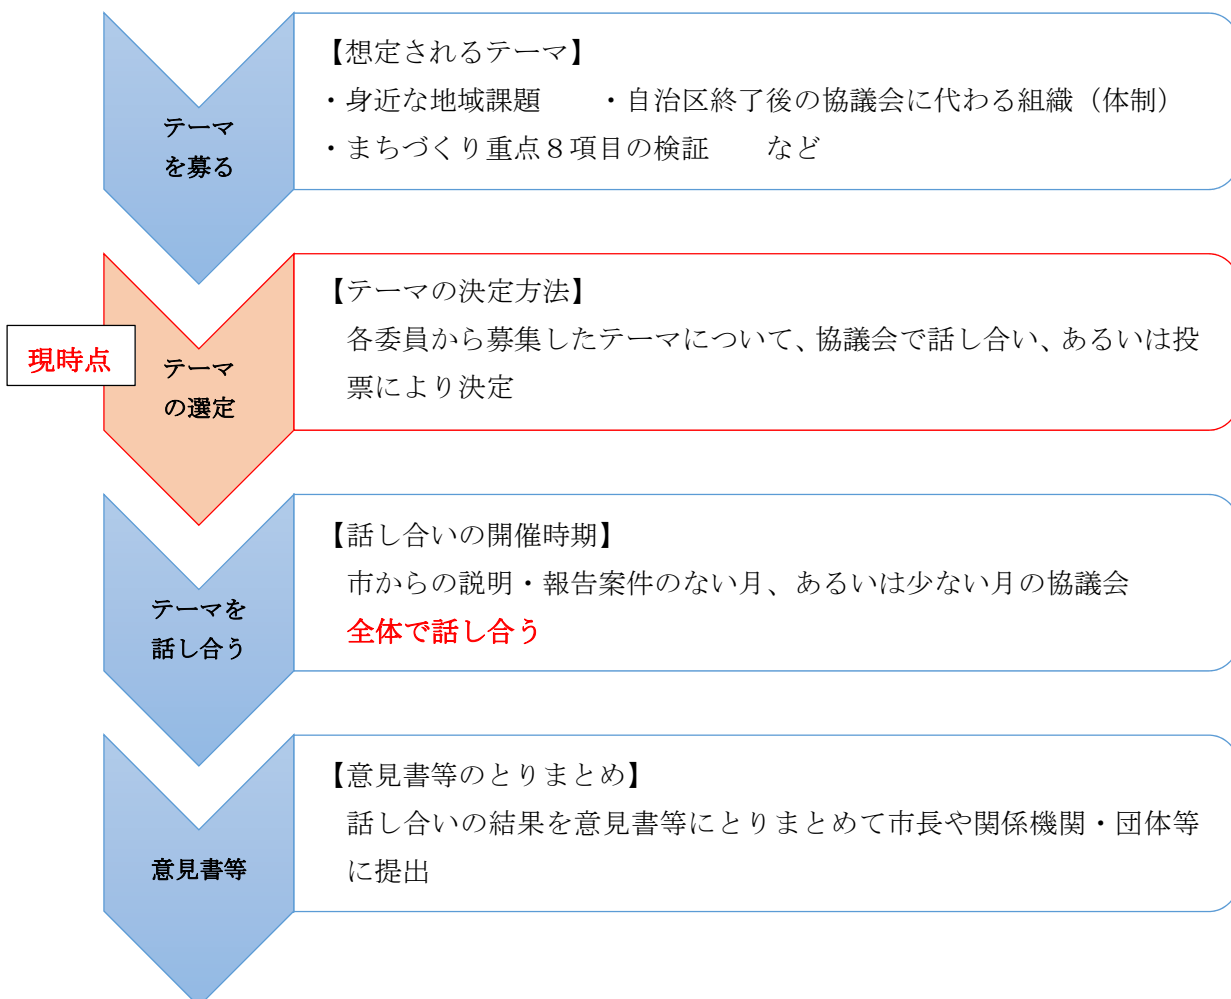 テーマ
を募る
【想定されるテーマ】
・身近な地域課題　　・自治区終了後の協議会に代わる組織（体制）
・まちづくり重点８項目の検証　　など
現時点
テーマ
の選定
【テーマの決定方法】
各委員から募集したテーマについて、協議会で話し合い、あるいは投
票により決定
テーマを
話し合う
【話し合いの開催時期】
市からの説明・報告案件のない月、あるいは少ない月の協議会
全体で話し合う
意見書等
【意見書等のとりまとめ】
話し合いの結果を意見書等にとりまとめて市長や関係機関・団体等
に提出